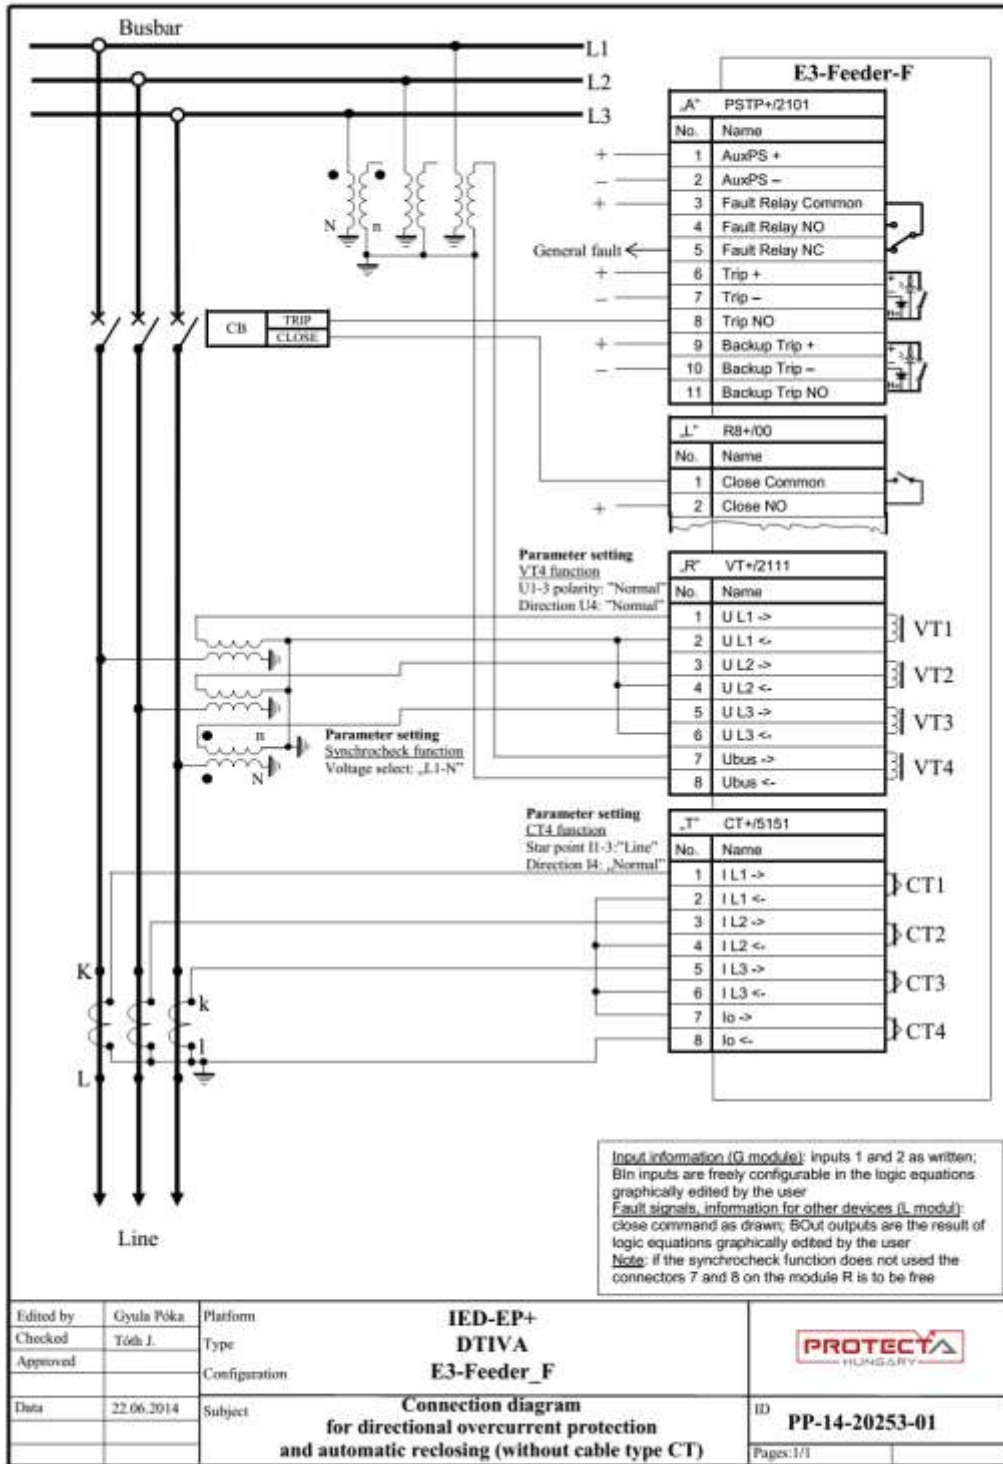 Busbar
L1
L2
L3
N
n
CB
TRIP
CLOSE
General fault
E3-Feeder-F
„A" PSTP+/2101
No. Name
1 AuxPS +
2 AuxPS –
3 Fault Relay Common
4 Fault Relay NO
5 Fault Relay NC
6 Trip +
7 Trip –
8 Trip NO
9 Backup Trip +
10 Backup Trip –
11 Backup Trip NO
+
–
+
+
–
+
–
„L" R8+/00
No. Name
1 Close Common
2 Close NO
+
Parameter setting
VT4 function
U1-3 polarity: "Normal"
Direction U4: "Normal"
„R" VT+/2111
No. Name
1 U L1 ->
2 U L1 <-
3 U L2 ->
4 U L2 <-
5 U L3 ->
6 U L3 <-
7 Ubus ->
8 Ubus <-
VT1
VT2
VT3
VT4
n
N
Parameter setting
Synchrocheck function
Voltage select: „L1-N"
Parameter setting
CT4 function
Star point I1-3:"Line"
Direction I4: „Normal"
„T" CT+/5151
No. Name
1 I L1 ->
2 I L1 <-
3 I L2 ->
4 I L2 <-
5 I L3 ->
6 I L3 <-
7 Io ->
8 Io <-
CT1
CT2
CT3
CT4
K
k
l
L
Line
Input information (G module): inputs 1 and 2 as written;
BIn inputs are freely configurable in the logic equations
graphically edited by the user
Fault signals, information for other devices (L modul):
close command as drawn; BOut outputs are the result of
logic equations graphically edited by the user
Note: if the synchrocheck function does not used the
connectors 7 and 8 on the module R is to be free
Edited by Gyula Póka
Checked Tóth J.
Approved
Data 22.06.2014
Platform IED-EP+
Type DTIVA
Configuration E3-Feeder_F
Subject Connection diagram
for directional overcurrent protection
and automatic reclosing (without cable type CT)
PROTECTA
HUNGARY
ID
PP-14-20253-01
Pages:1/1